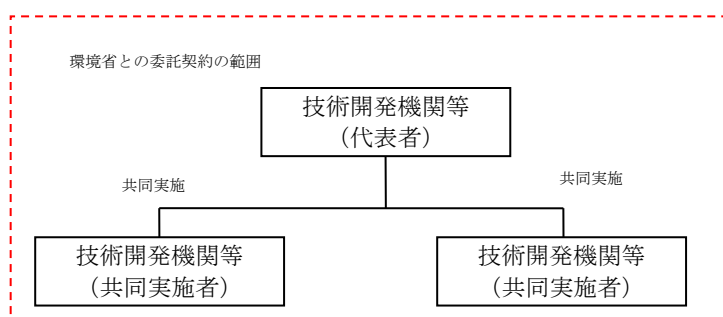 環境省との委託契約の範囲
技術開発機関等
（代表者）
共同実施
共同実施
技術開発機関等
（共同実施者）
技術開発機関等
（共同実施者）